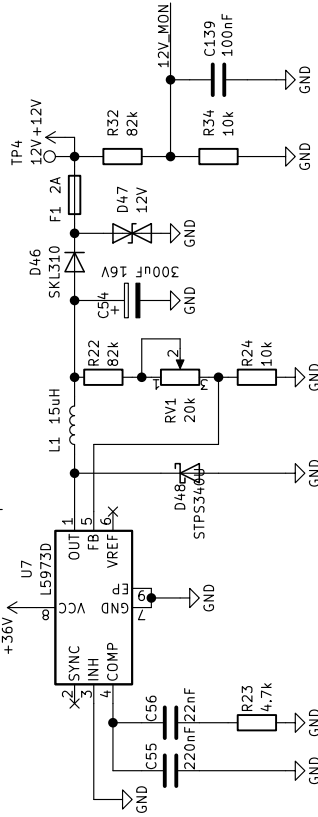 +36V
U7
L5973D
8
VCC
2
SYNC
3
INH
4
COMP
OUT
1
FB
5
VREF
6
GND
7
EP
9
GND
GND
C55
220nF
GND
C56
22nF
R23
4.7k
GND
D48
STPS340U
GND
L1 15uH
R22
82k
1
2
3
RV1
20k
R24
10k
GND
C54
+
300uF 16V
GND
D46
SKL310
D47
12V
GND
F1 2A
TP4
12V
+12V
R32
82k
12V_MON
R34
10k
GND
C139
100nF
GND